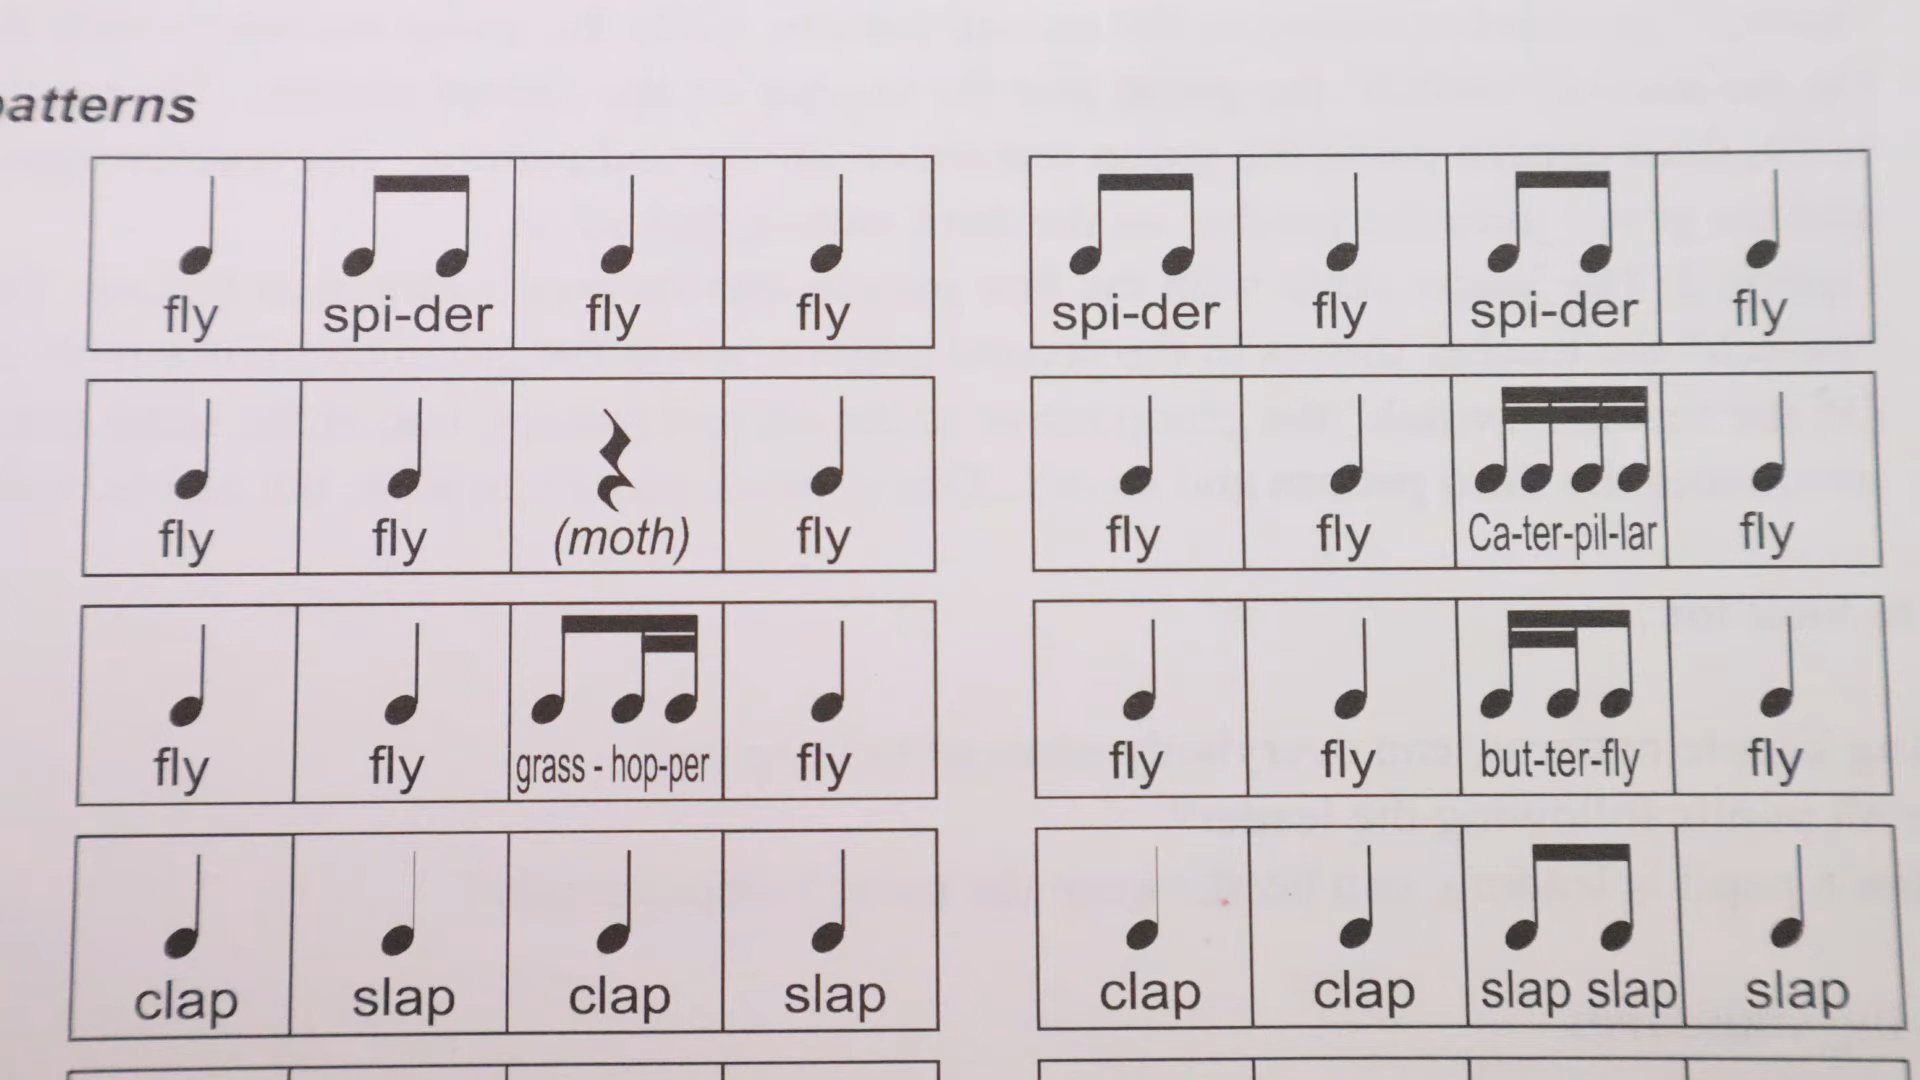 patterns
fly spi-der fly fly
spi-der fly spi-der fly
fly fly (moth) fly
fly fly Ca-ter-pil-lar fly
fly fly grass - hop-per fly
fly fly but-ter-fly fly
clap slap clap slap
clap clap slap slap slap